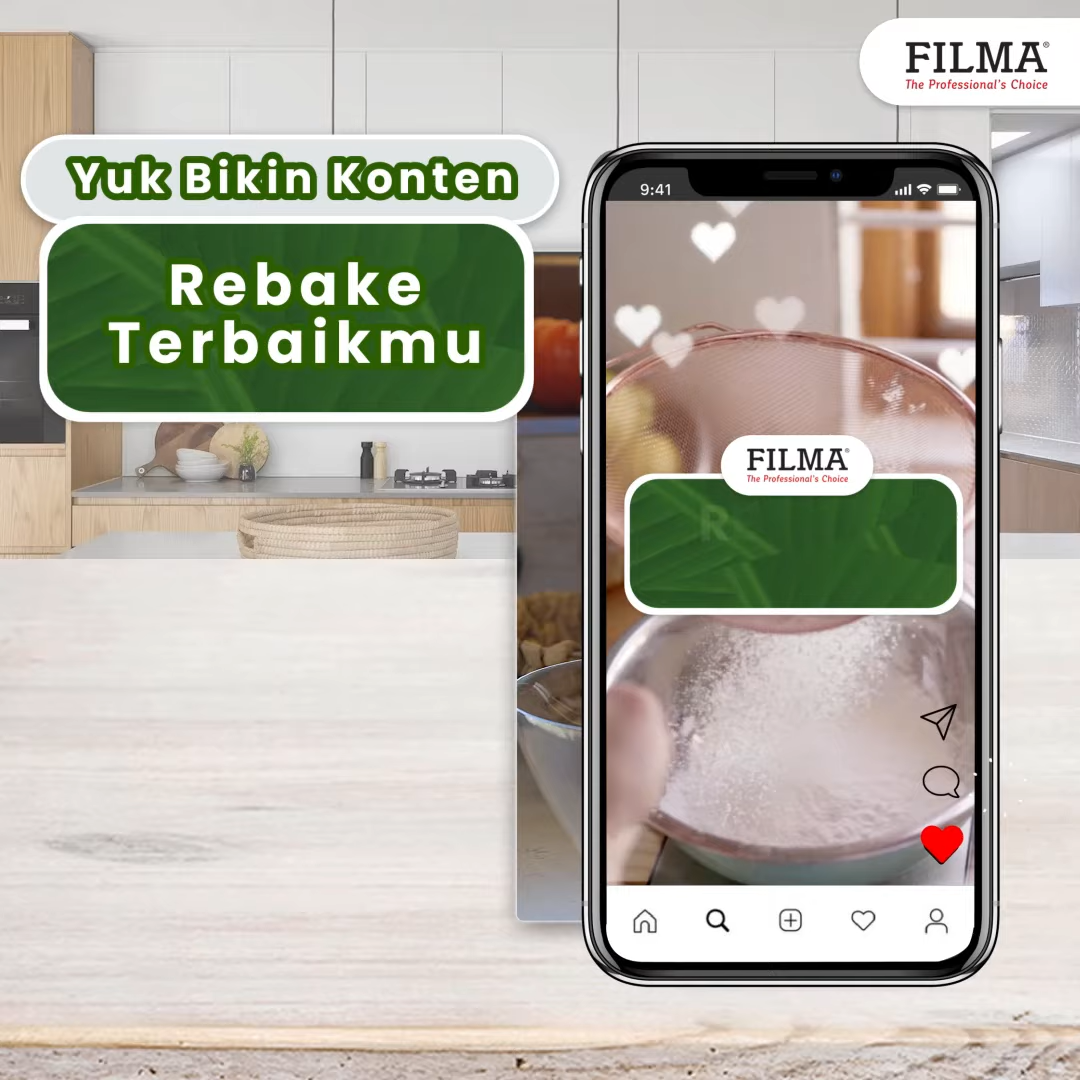 FILMA®
The Professional's Choice
Yuk Bikin Konten
Rebake
Terbaikmu
9:41
FILMA®
The Professional's Choice
R